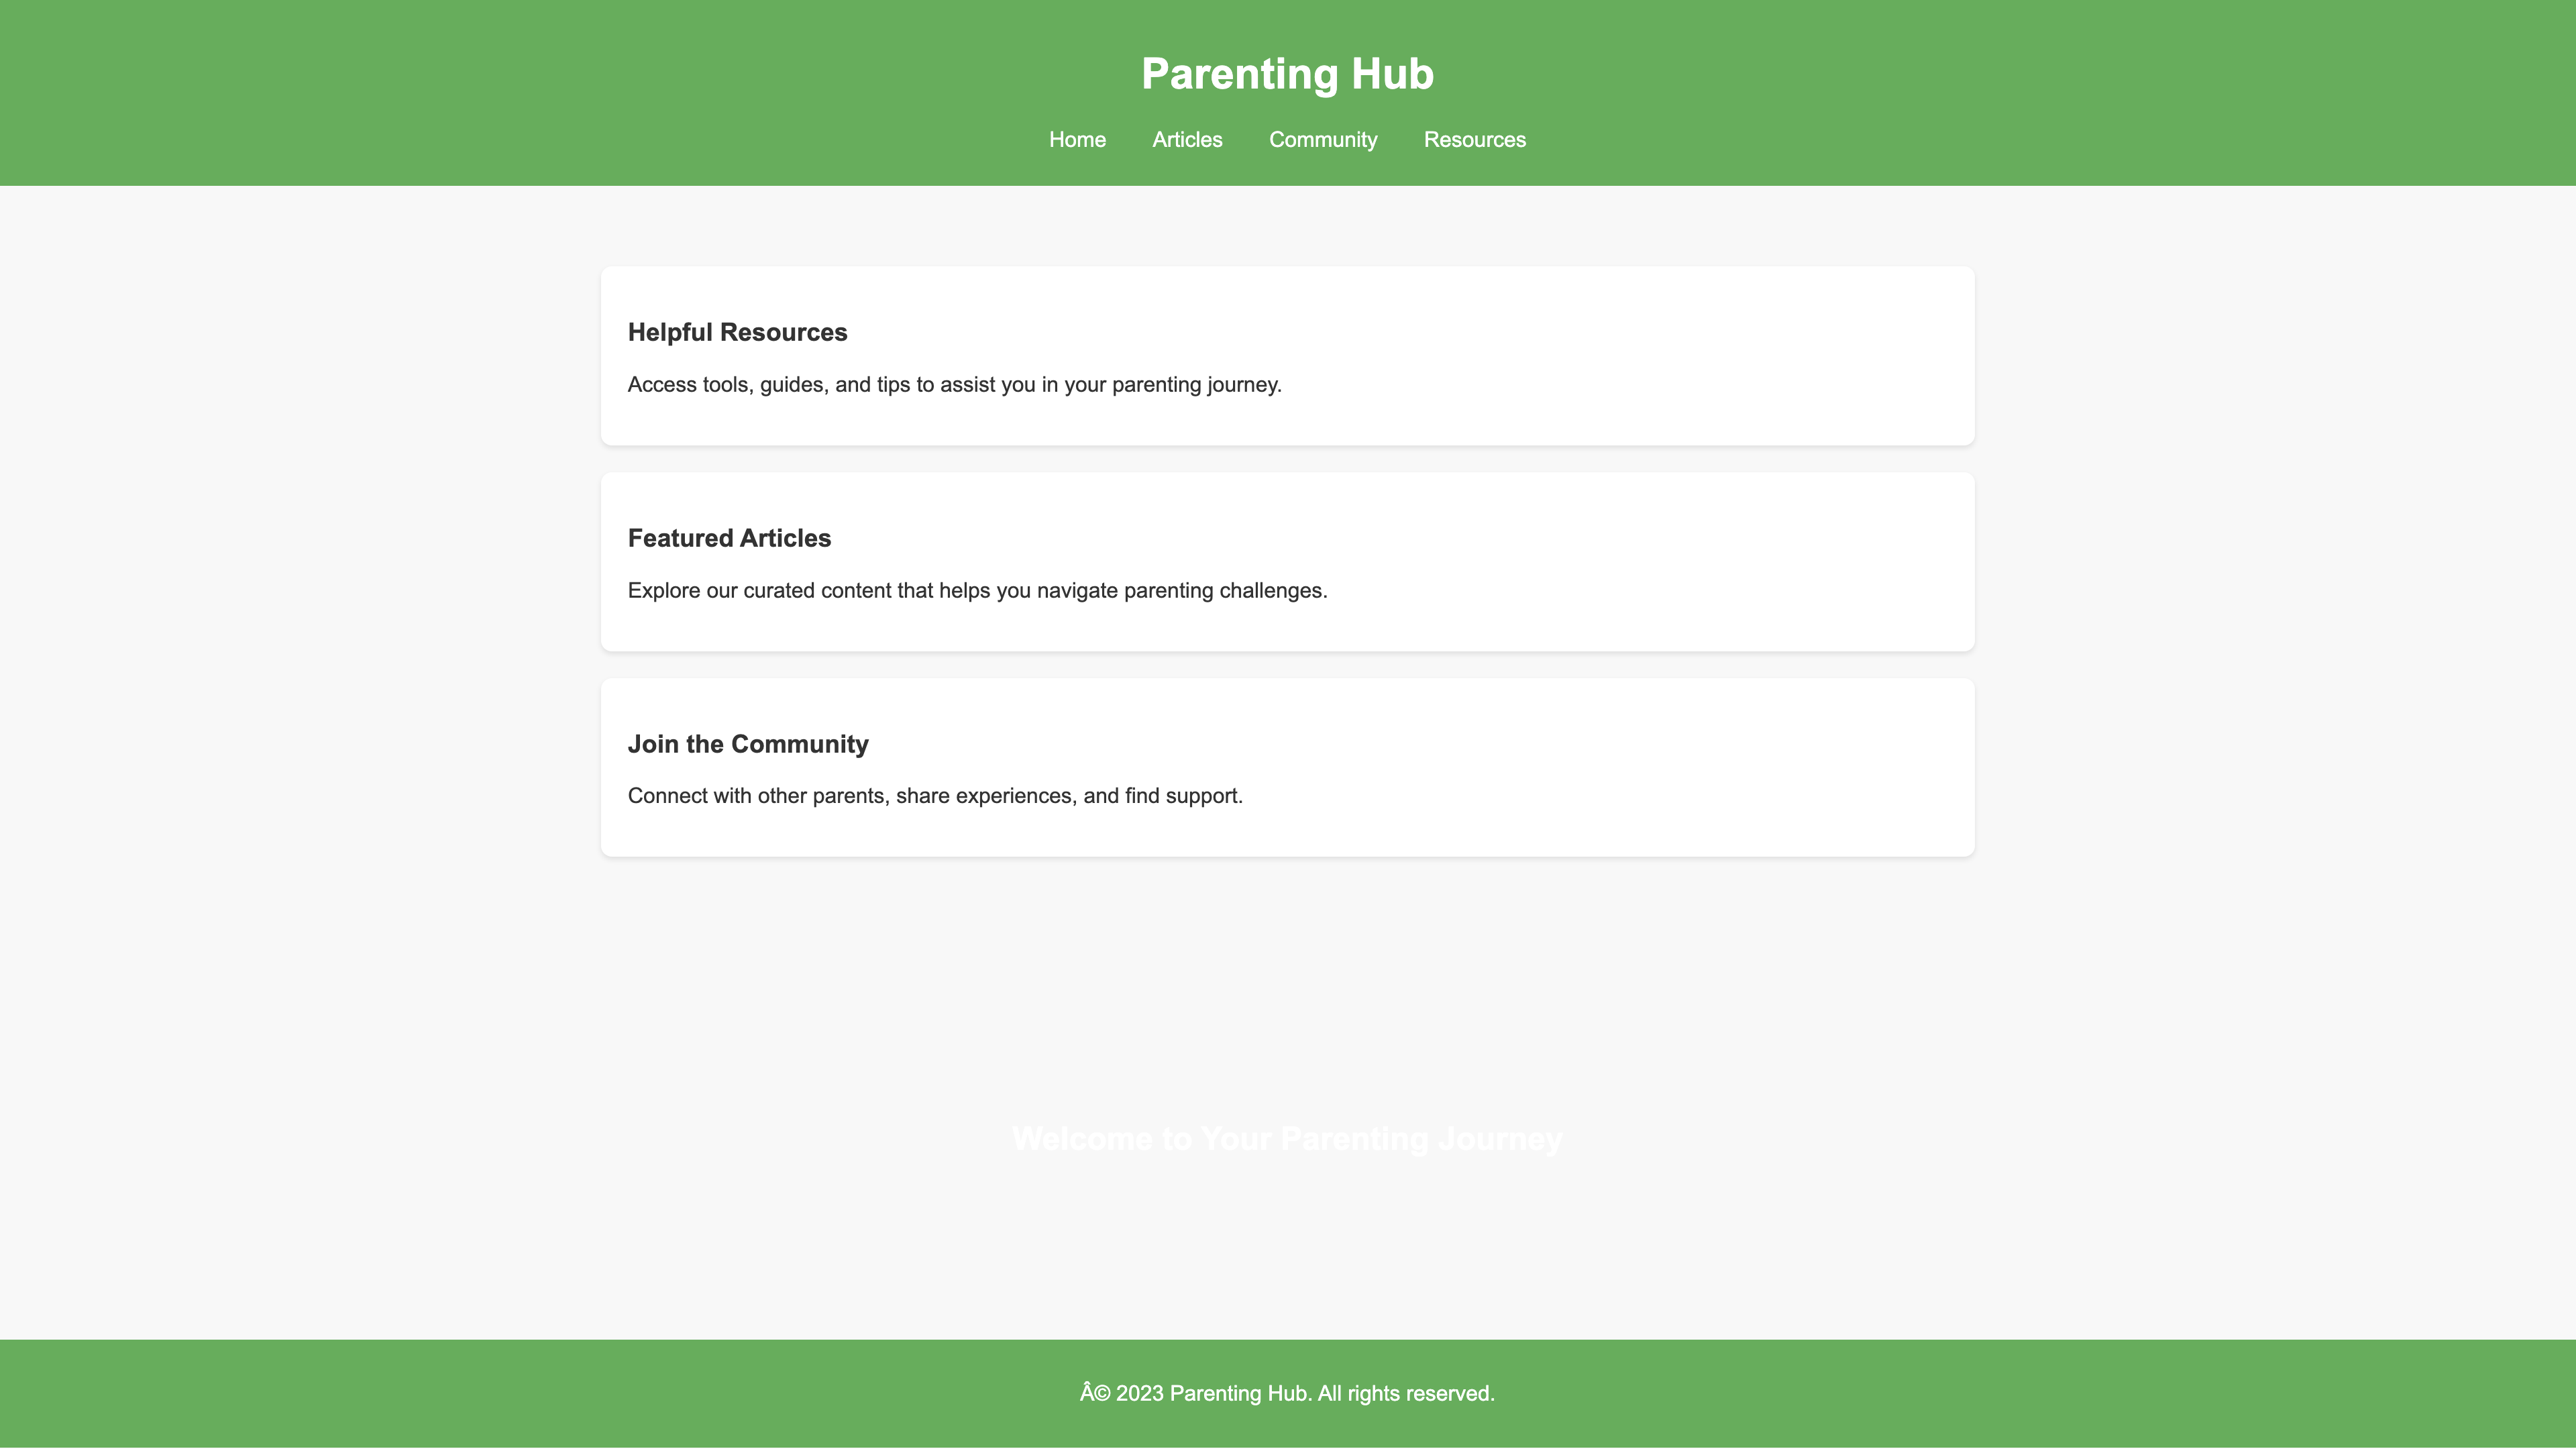 Parenting Hub
Home Articles Community Resources
Helpful Resources
Access tools, guides, and tips to assist you in your parenting journey.
Featured Articles
Explore our curated content that helps you navigate parenting challenges.
Join the Community
Connect with other parents, share experiences, and find support.
Welcome to Your Parenting Journey
Â© 2023 Parenting Hub. All rights reserved.